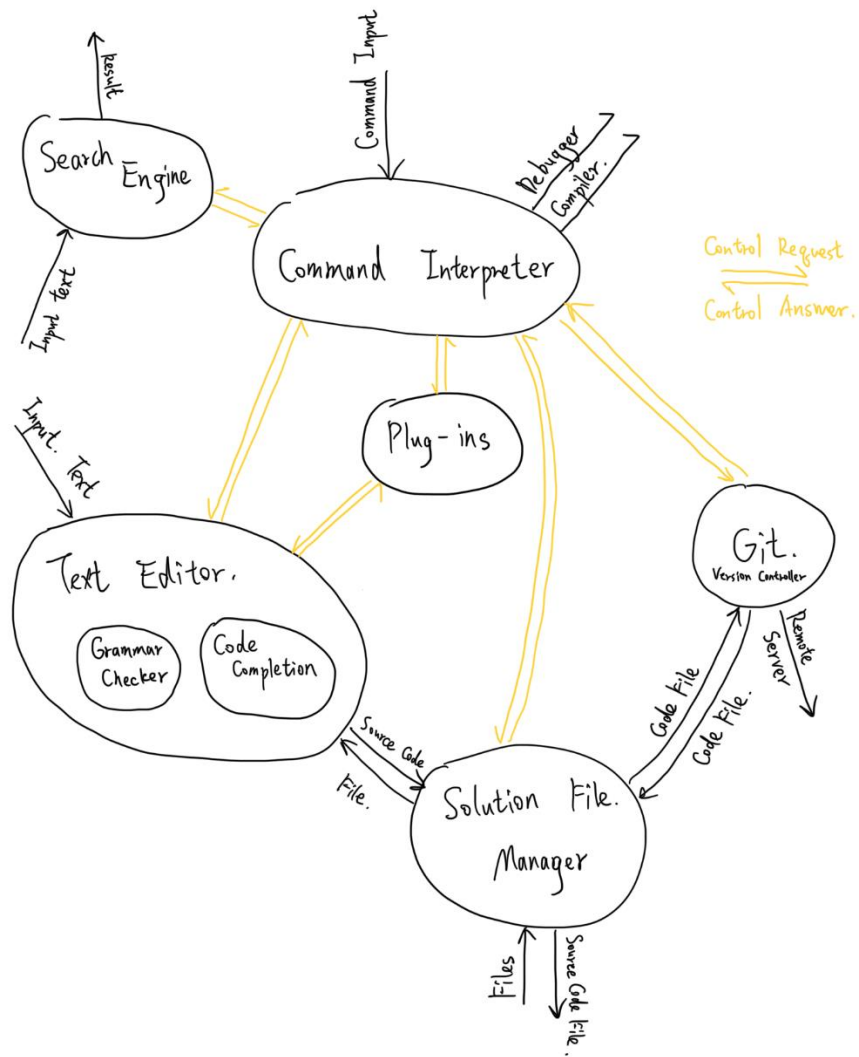 Result
Search
Engine
Input text
Command Input
Debugger
Compiler.
Command Interpreter
Control Request
Control Answer.
Plug-ins
Input. Text
Text Editor.
Grammar
Checker
Code
Completion
Git.
Version Controller
Remote
Server
Code File
Code File.
Source Code
File.
Solution File.
Manager
Files
Source Code File.